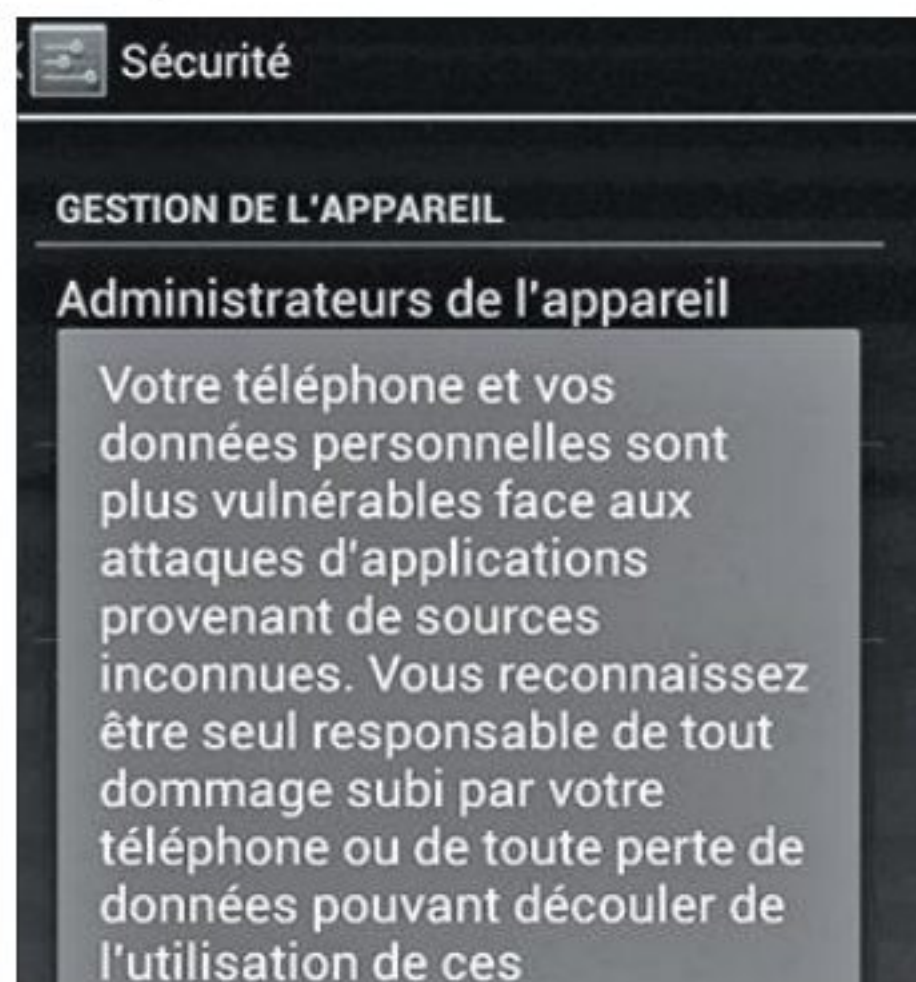 Sécurité
GESTION DE L'APPAREIL
Administrateurs de l'appareil
Votre téléphone et vos
données personnelles sont
plus vulnérables face aux
attaques d'applications
provenant de sources
inconnues. Vous reconnaissez
être seul responsable de tout
dommage subi par votre
téléphone ou de toute perte de
données pouvant découler de
l'utilisation de ces